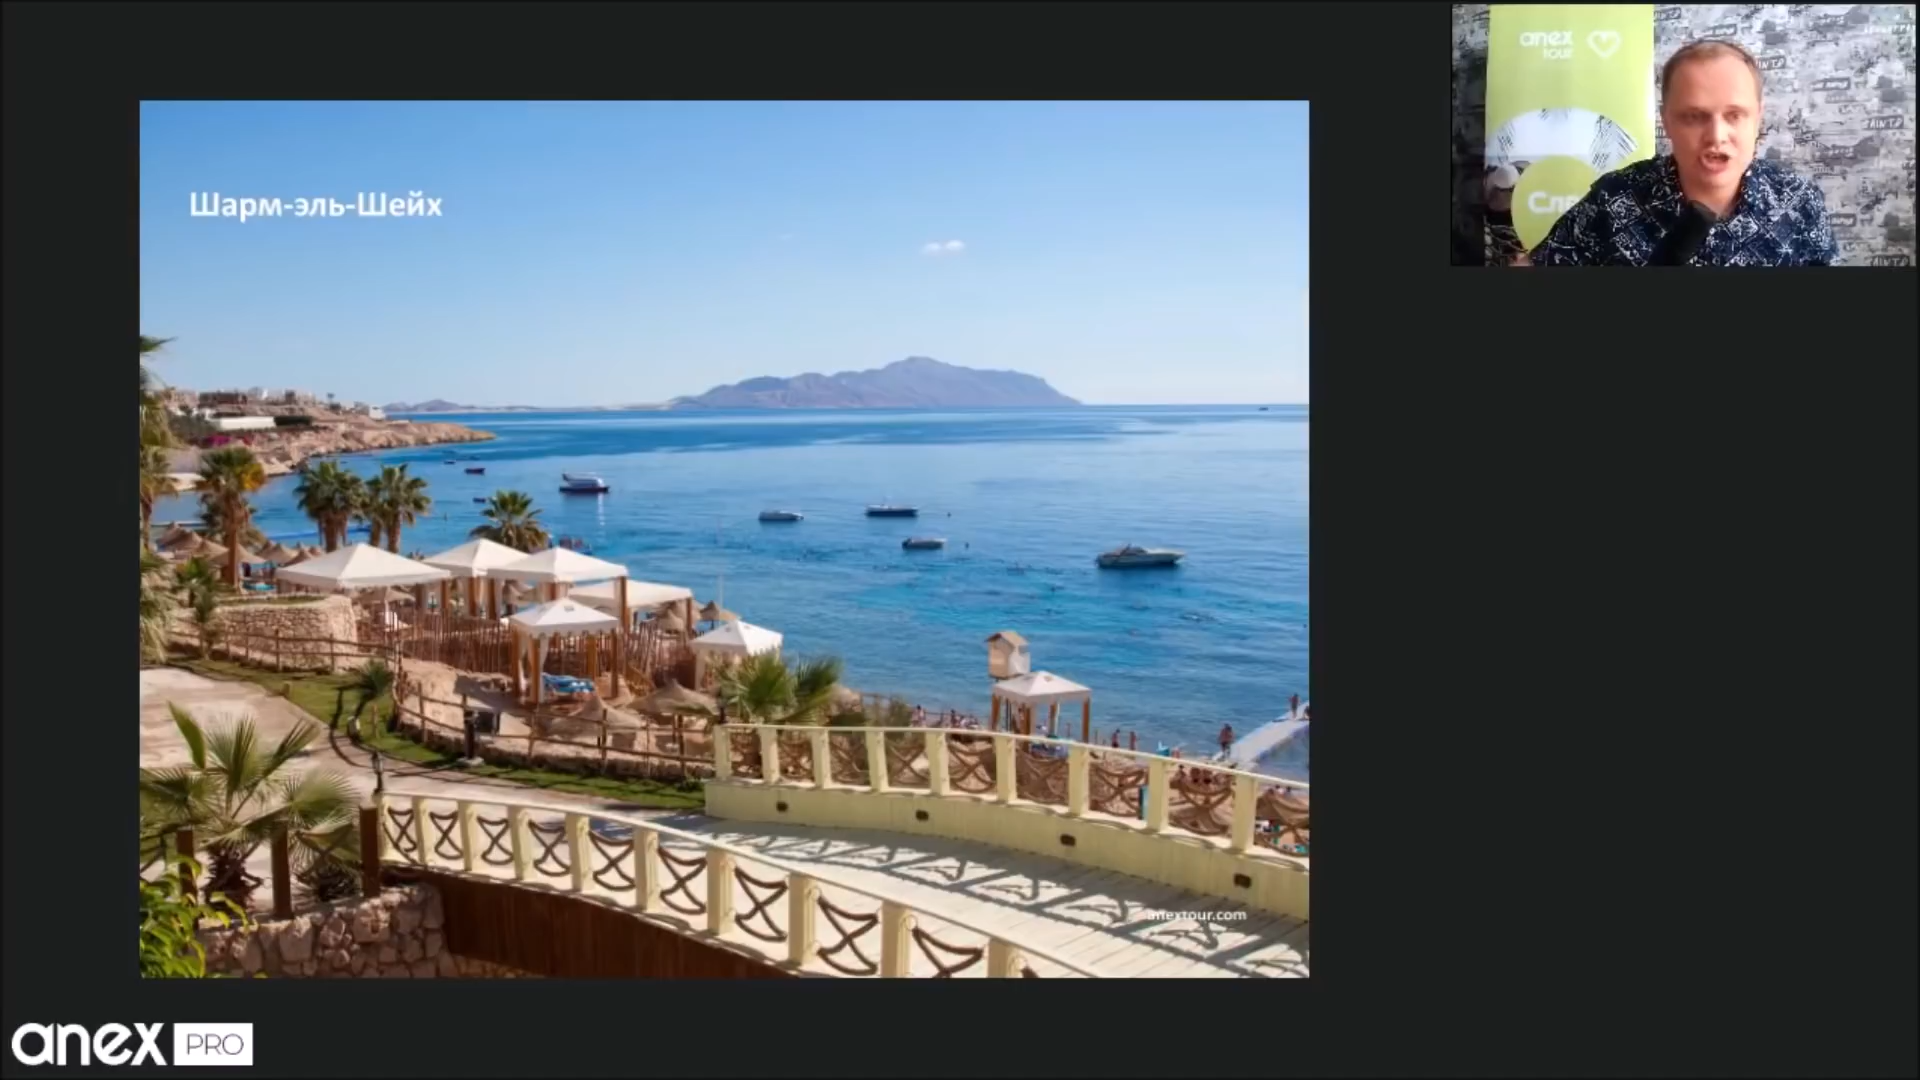 Шарм-эль-Шейх
anex
TOUR
Сле
anextour.com
anex PRO